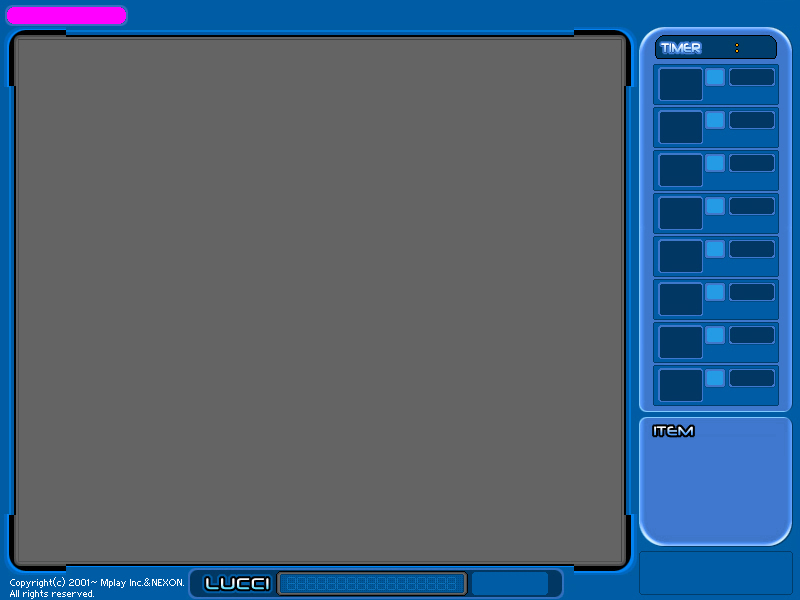 TIMER :
ITEM
LUCCI
Copyright(c) 2001~ Mplay Inc.&NEXON.
All rights reserved.